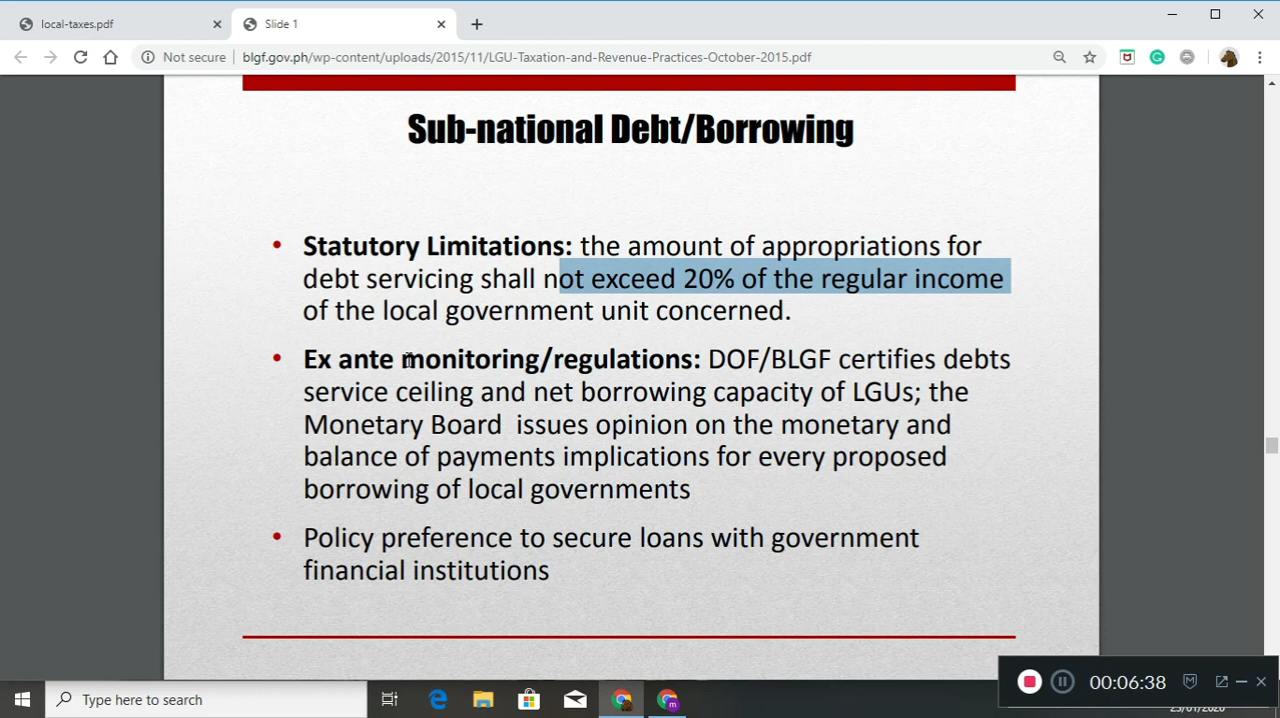 local-taxes.pdf
Slide 1
Not secure
blgf.gov.ph/wp-content/uploads/2015/11/LGU-Taxation-and-Revenue-Practices-October-2015.pdf
Sub-national Debt/Borrowing
• Statutory Limitations: the amount of appropriations for
debt servicing shall not exceed 20% of the regular income
of the local government unit concerned.
• Ex ante monitoring/regulations: DOF/BLGF certifies debts
service ceiling and net borrowing capacity of LGUs; the
Monetary Board issues opinion on the monetary and
balance of payments implications for every proposed
borrowing of local governments
• Policy preference to secure loans with government
financial institutions
00:06:38
Type here to search